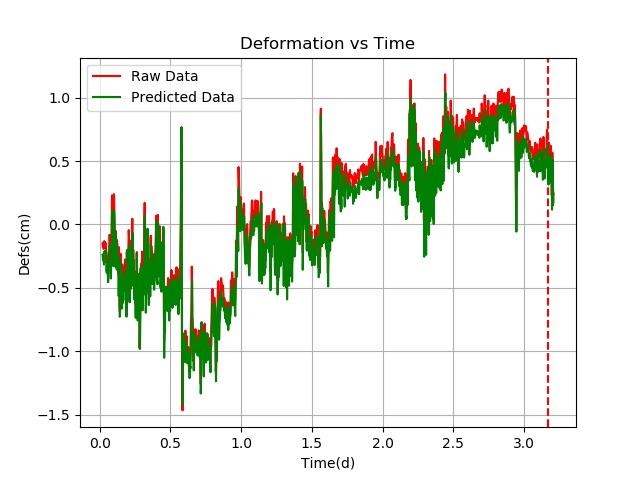 Deformation vs Time
Raw Data
Predicted Data
1.0
0.5
0.0
−0.5
−1.0
−1.5
Defs(cm)
0.0 0.5 1.0 1.5 2.0 2.5 3.0
Time(d)